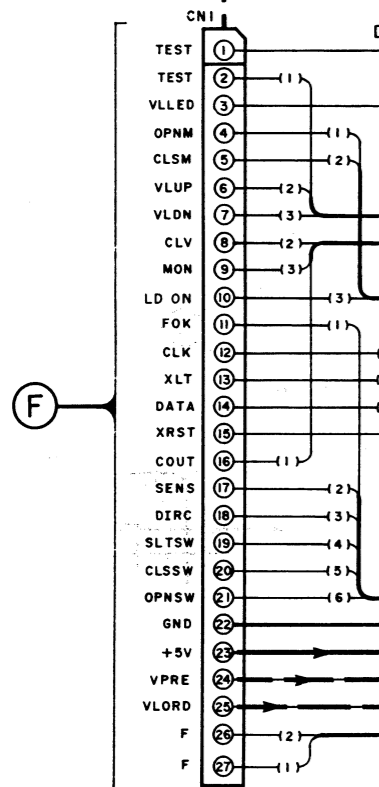 CN1
TEST 1
TEST 2 (1)
VLLED 3
OPNM 4 (1)
CLSM 5 (2)
VLUP 6 (2)
VLDN 7 (3)
CLV 8 (2)
MON 9 (3)
LD ON 10 (3)
FOK 11 (1)
CLK 12
XLT 13
F DATA 14
XRST 15
COUT 16 (1)
SENS 17 (2)
DIRC 18 (3)
SLTSW 19 (4)
CLSSW 20 (5)
OPNSW 21 (6)
GND 22
+5V 23
VPRE 24
VLORD 25
F 26 (2)
F 27 (1)